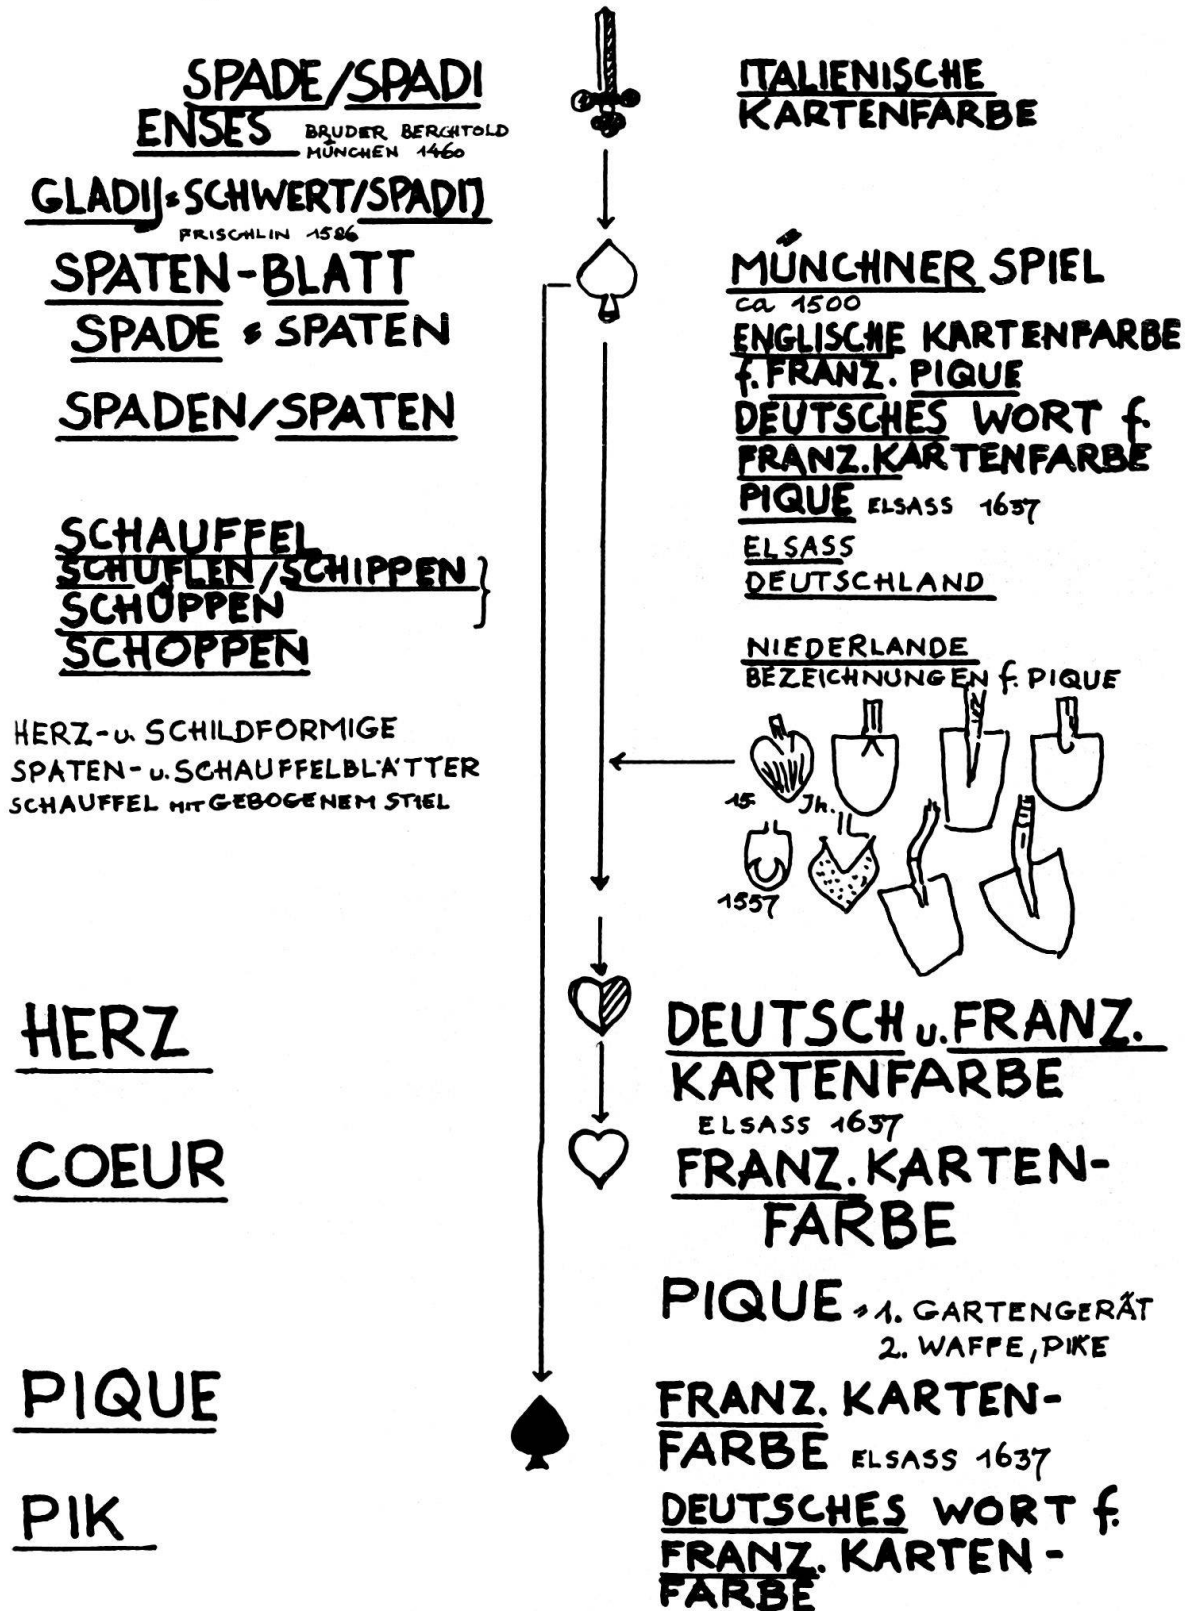 SPADE/SPADI
ENSES BRUDER BERCHTOLD
MÜNCHEN 1460
GLADIJ=SCHWERT/SPADIJ
FRISCHLIN 1586
SPATEN-BLATT
SPADE = SPATEN
SPADEN/SPATEN
SCHAUFFEL
SCHUFLEN/SCHIPPEN
SCHÜPPEN
SCHOPPEN
HERZ- u. SCHILDFORMIGE
SPATEN- u. SCHAUFFELBLÄTTER
SCHAUFFEL MIT GEBOGENEM STIEL
HERZ
COEUR
PIQUE
PIK
ITALIENISCHE
KARTENFARBE
MÜNCHNER SPIEL
ca 1500
ENGLISCHE KARTENFARBE
f. FRANZ. PIQUE
DEUTSCHES WORT f.
FRANZ. KARTENFARBE
PIQUE ELSASS 1637
ELSASS
DEUTSCHLAND
NIEDERLANDE
BEZEICHNUNGEN f. PIQUE
15. Jh.
1557
DEUTSCH u. FRANZ.
KARTENFARBE
ELSASS 1637
FRANZ. KARTEN-
FARBE
PIQUE = 1. GARTENGERÄT
2. WAFFE, PIKE
FRANZ. KARTEN-
FARBE ELSASS 1637
DEUTSCHES WORT f.
FRANZ. KARTEN-
FARBE